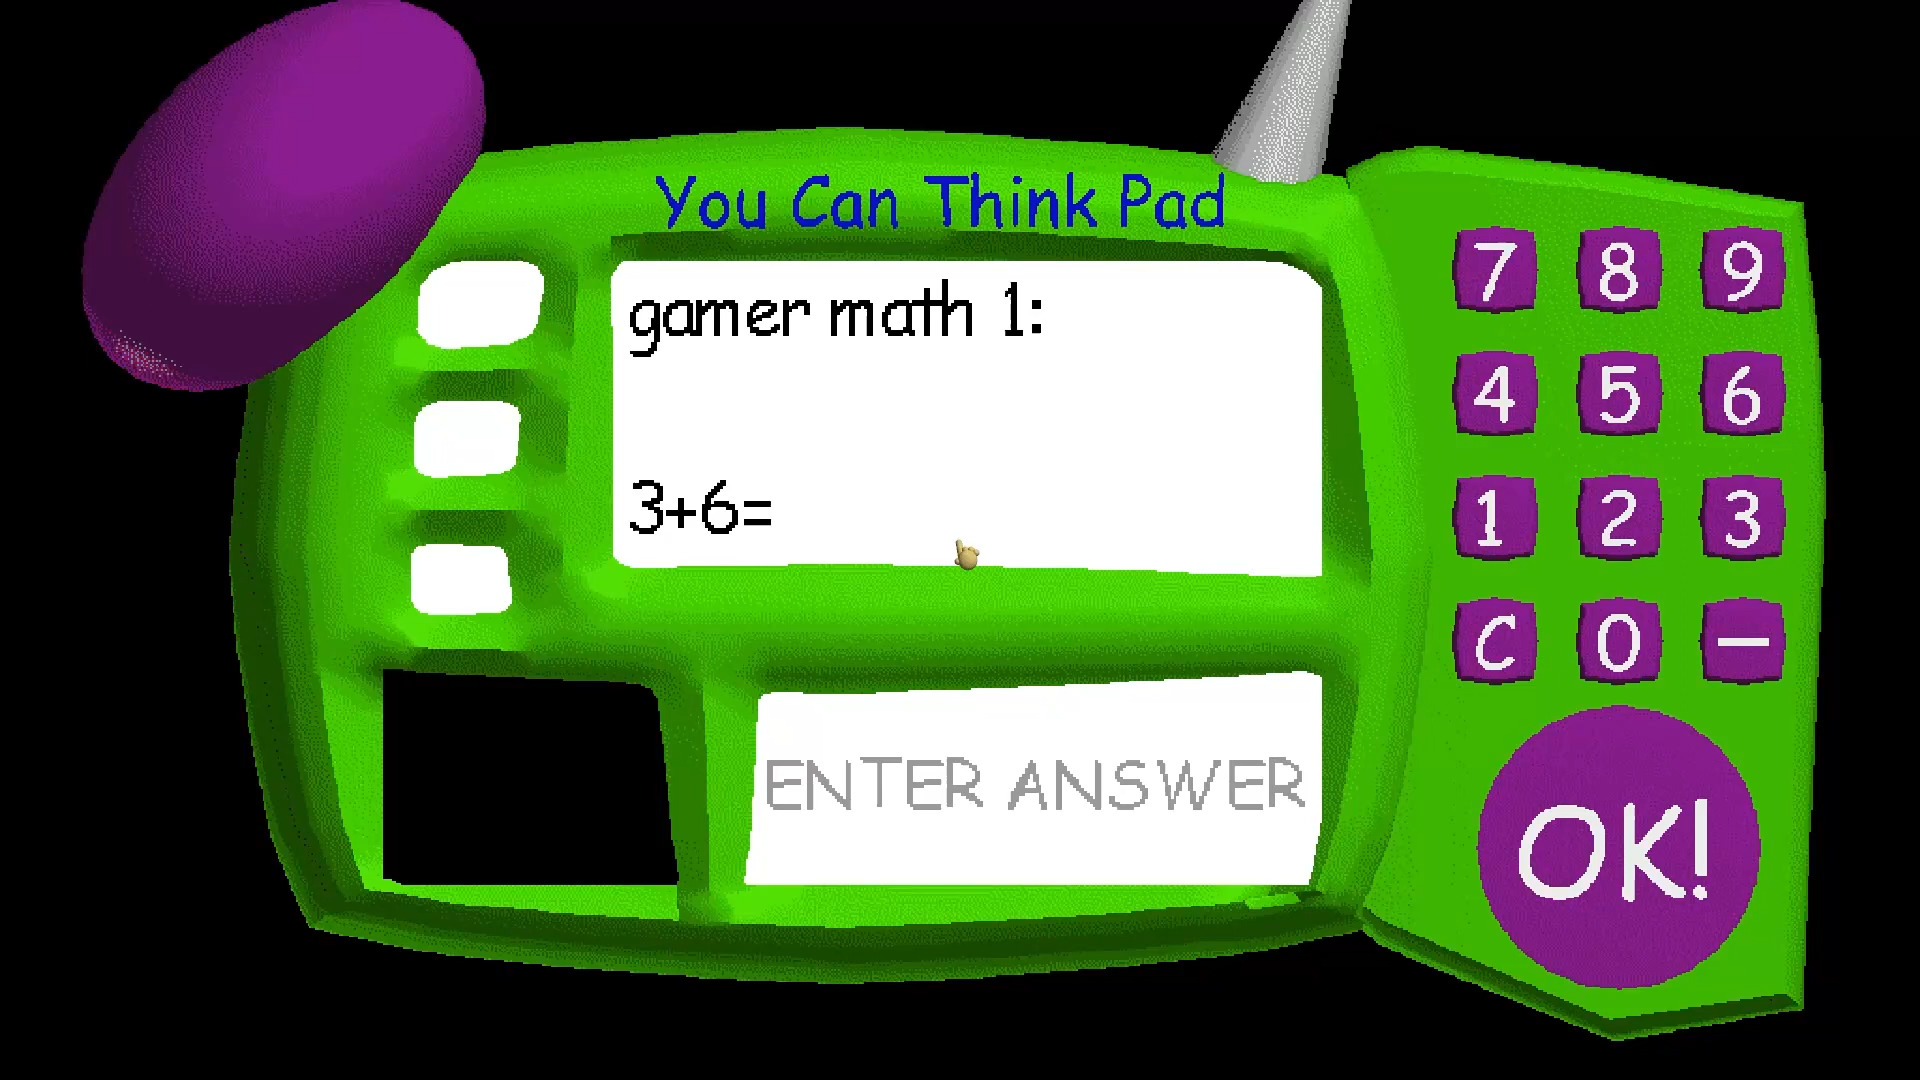 You Can Think Pad
gamer math 1:
3+6=
ENTER ANSWER
7 8 9
4 5 6
1 2 3
C 0 −
OK!